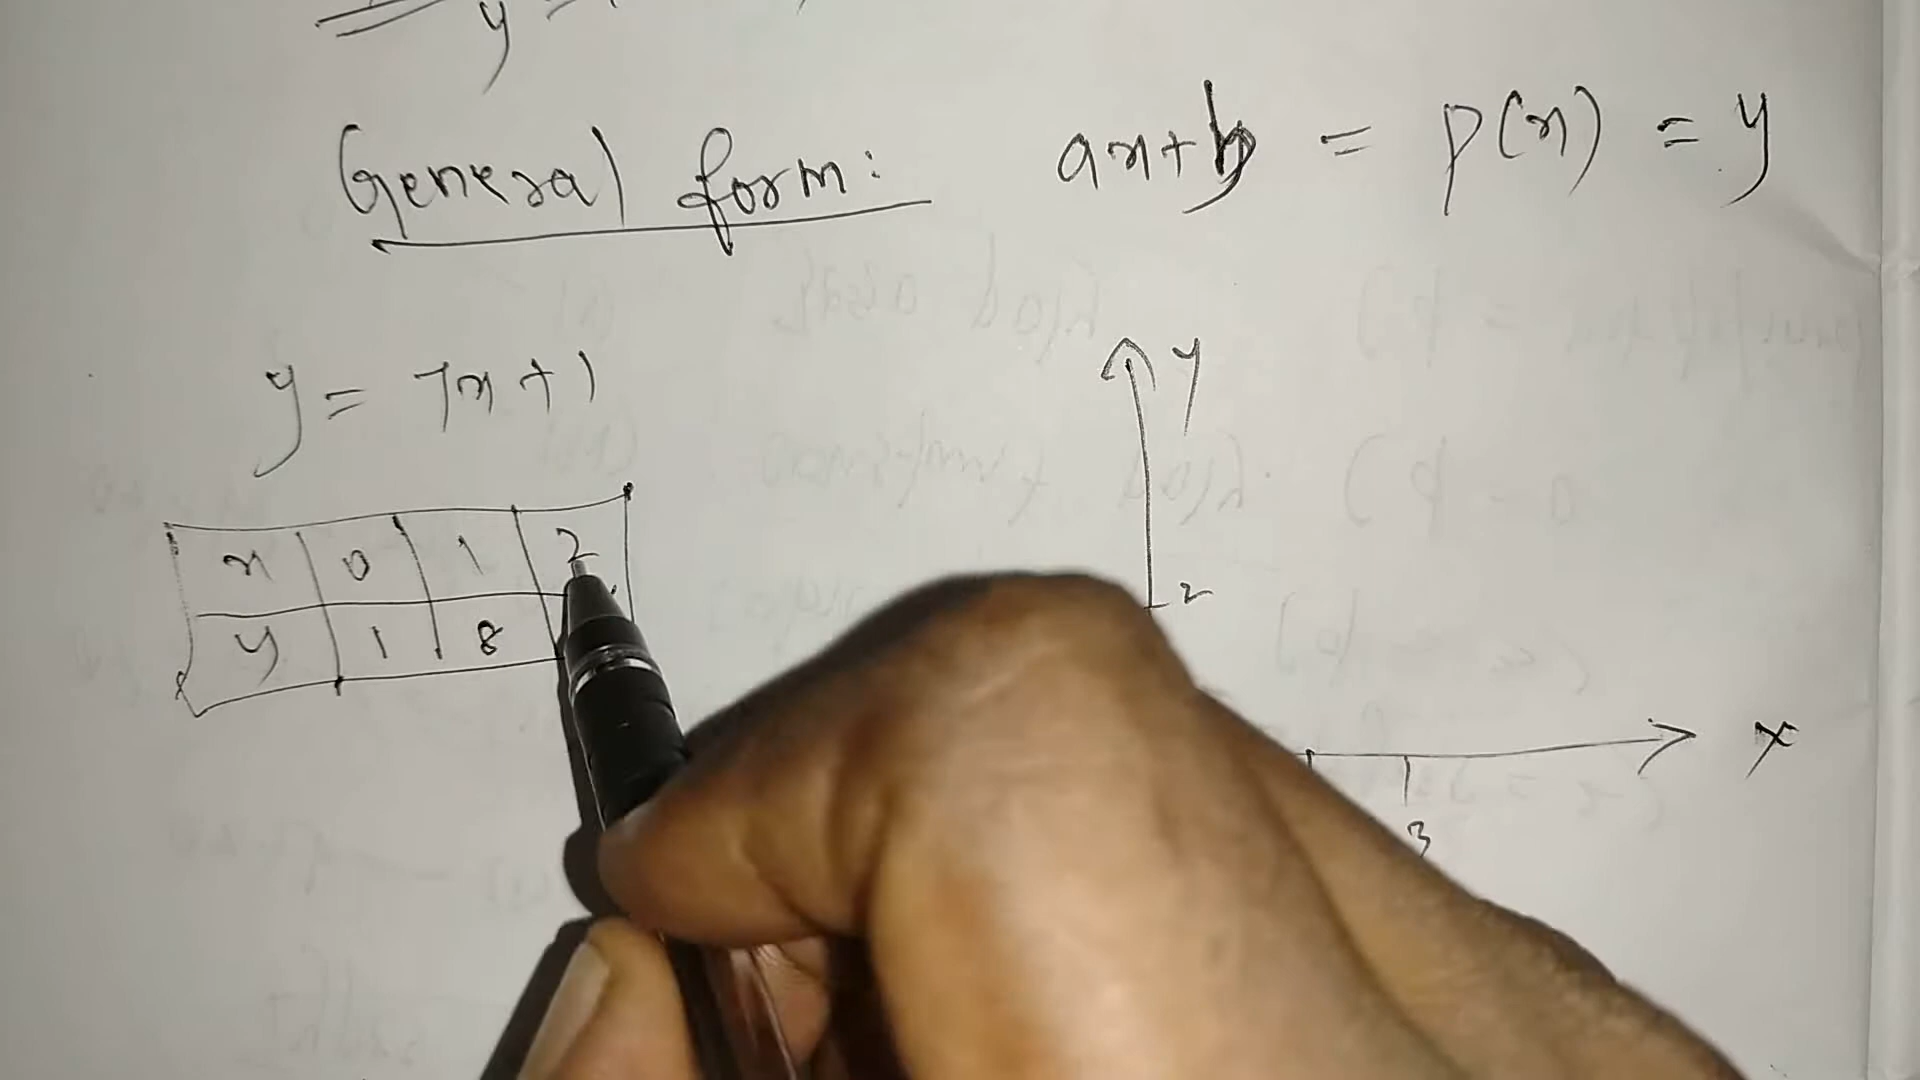 y =
General form: ax+b = p(x) = y
y = 7x+1
x 0 1 2
y 1 8
y
2
x
3